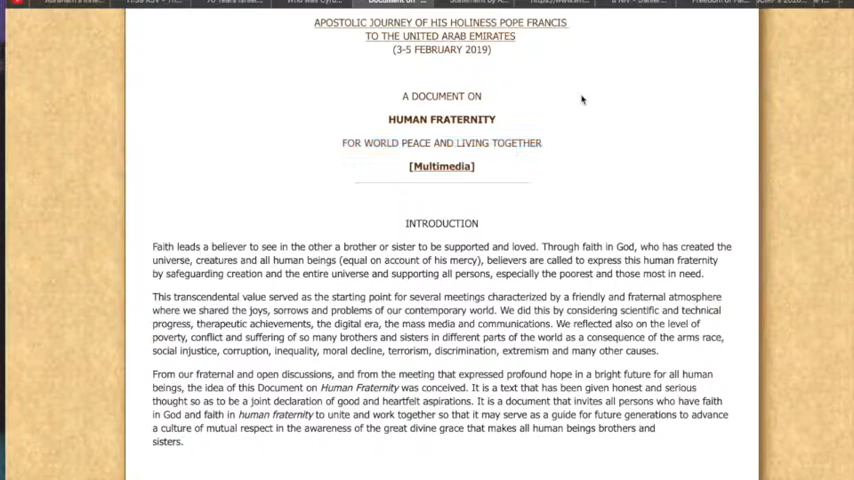 APOSTOLIC JOURNEY OF HIS HOLINESS POPE FRANCIS
TO THE UNITED ARAB EMIRATES
(3-5 FEBRUARY 2019)
A DOCUMENT ON
HUMAN FRATERNITY
FOR WORLD PEACE AND LIVING TOGETHER
[Multimedia]
INTRODUCTION
Faith leads a believer to see in the other a brother or sister to be supported and loved. Through faith in God, who has created the
universe, creatures and all human beings (equal on account of his mercy), believers are called to express this human fraternity
by safeguarding creation and the entire universe and supporting all persons, especially the poorest and those most in need.
This transcendental value served as the starting point for several meetings characterized by a friendly and fraternal atmosphere
where we shared the joys, sorrows and problems of our contemporary world. We did this by considering scientific and technical
progress, therapeutic achievements, the digital era, the mass media and communications. We reflected also on the level of
poverty, conflict and suffering of so many brothers and sisters in different parts of the world as a consequence of the arms race,
social injustice, corruption, inequality, moral decline, terrorism, discrimination, extremism and many other causes.
From our fraternal and open discussions, and from the meeting that expressed profound hope in a bright future for all human
beings, the idea of this Document on Human Fraternity was conceived. It is a text that has been given honest and serious
thought so as to be a joint declaration of good and heartfelt aspirations. It is a document that invites all persons who have faith
in God and faith in human fraternity to unite and work together so that it may serve as a guide for future generations to advance
a culture of mutual respect in the awareness of the great divine grace that makes all human beings brothers and
sisters.